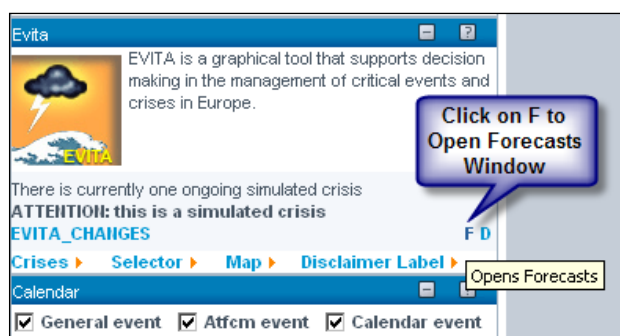 Evita
EVITA is a graphical tool that supports decision
making in the management of critical events and
crises in Europe.
EVITA
Click on F to
Open Forecasts
Window
There is currently one ongoing simulated crisis
ATTENTION: this is a simulated crisis
EVITA_CHANGES F D
Crises Selector Map Disclaimer Label
Opens Forecasts
Calendar
General event Atfcm event Calendar event